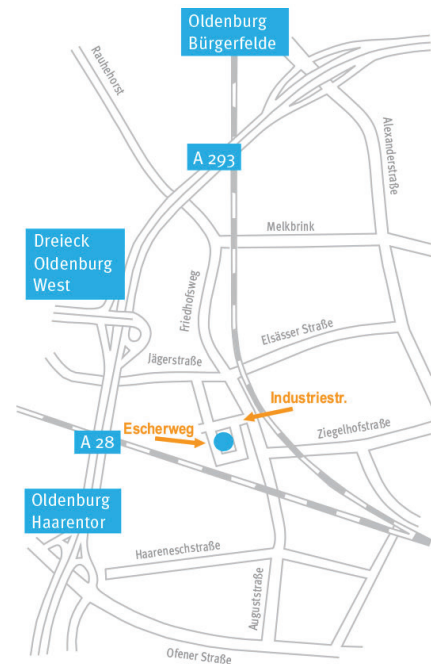 Oldenburg
Bürgerfelde
Rauhehorst
Alexanderstraße
A 293
Melkbrink
Dreieck
Oldenburg
West
Friedhofsweg
Elsässer Straße
Jägerstraße
Industriestr.
Escherweg
Ziegelhofstraße
A 28
Oldenburg
Haarentor
Haareneschstraße
Auguststraße
Ofener Straße